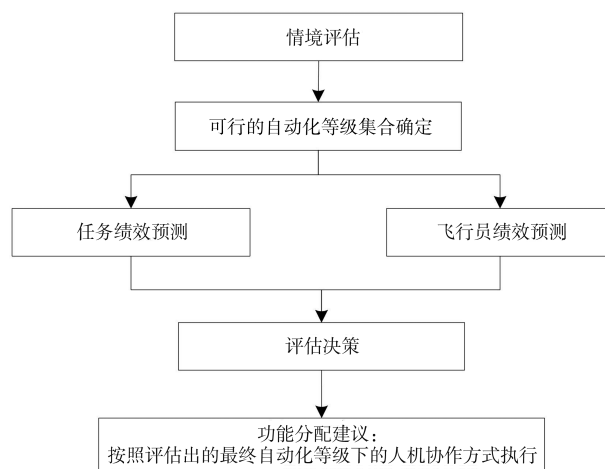 情境评估
可行的自动化等级集合确定
任务绩效预测
飞行员绩效预测
评估决策
功能分配建议：
按照评估出的最终自动化等级下的人机协作方式执行